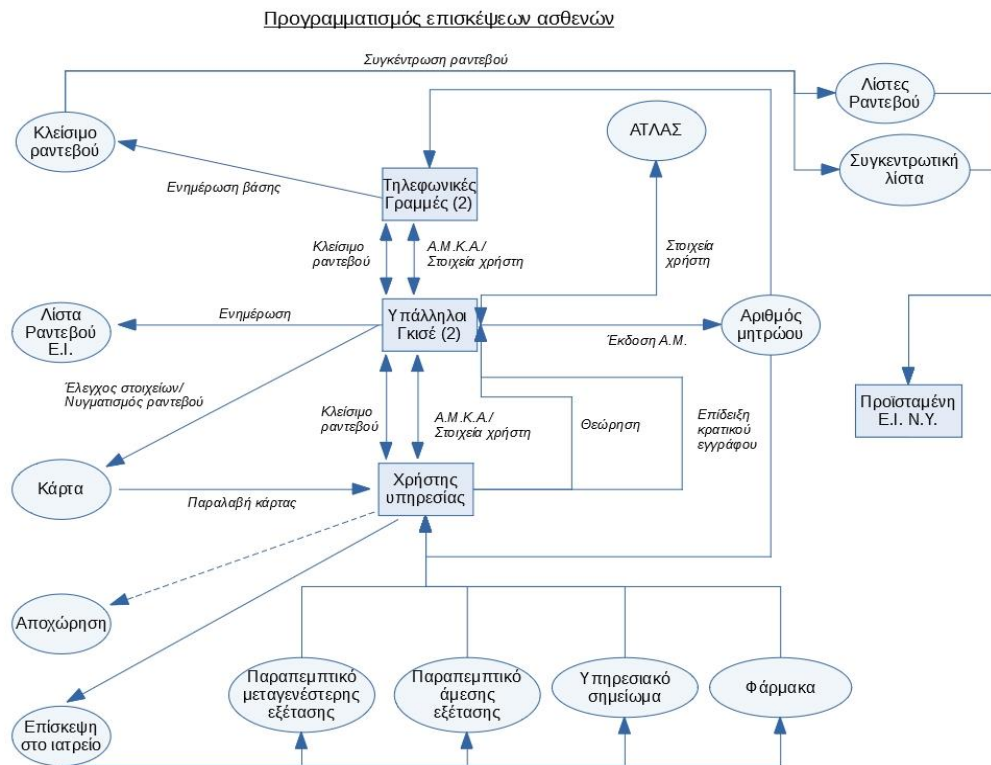 Προγραμματισμός επισκέψεων ασθενών
Συγκέντρωση ραντεβού
Λίστες
Ραντεβού
Κλείσιμο
ραντεβού
ΑΤΛΑΣ
Συγκεντρωτική
λίστα
Ενημέρωση βάσης
Τηλεφωνικές
Γραμμές (2)
Κλείσιμο
ραντεβού
Α.Μ.Κ.Α./
Στοιχεία χρήστη
Στοιχεία
χρήστη
Λίστα
Ραντεβού
Ε.Ι.
Ενημέρωση
Υπάλληλοι
Γκισέ (2)
Έκδοση Α.Μ.
Αριθμός
μητρώου
Έλεγχος στοιχείων/
Νυγματισμός ραντεβού
Κλείσιμο
ραντεβού
Α.Μ.Κ.Α./
Στοιχεία χρήστη
Θεώρηση
Επίδειξη
κρατικού
εγγράφου
Προϊσταμένη
Ε.Ι. Ν.Υ.
Κάρτα
Παραλαβή κάρτας
Χρήστης
υπηρεσίας
Αποχώρηση
Επίσκεψη
στο ιατρείο
Παραπεμπτικό
μεταγενέστερης
εξέτασης
Παραπεμπτικό
άμεσης
εξέτασης
Υπηρεσιακό
σημείωμα
Φάρμακα